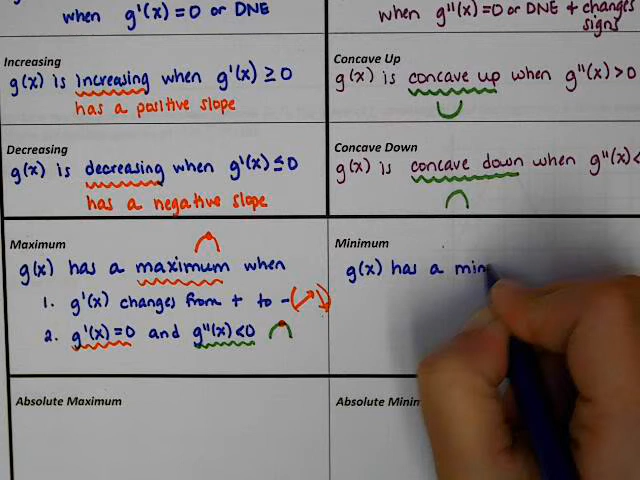 when g'(x) = 0 or DNE
when g''(x) = 0 or DNE + changes
signs
Increasing
g(x) is increasing when g'(x) ≥ 0
has a positive slope
Concave Up
g(x) is concave up when g''(x) > 0
Decreasing
g(x) is decreasing when g'(x) ≤ 0
has a negative slope
Concave Down
g(x) is concave down when g''(x) <
Maximum
g(x) has a maximum when
1. g'(x) changes from + to -
2. g'(x) = 0 and g''(x) < 0
Minimum
g(x) has a min
Absolute Maximum
Absolute Minin